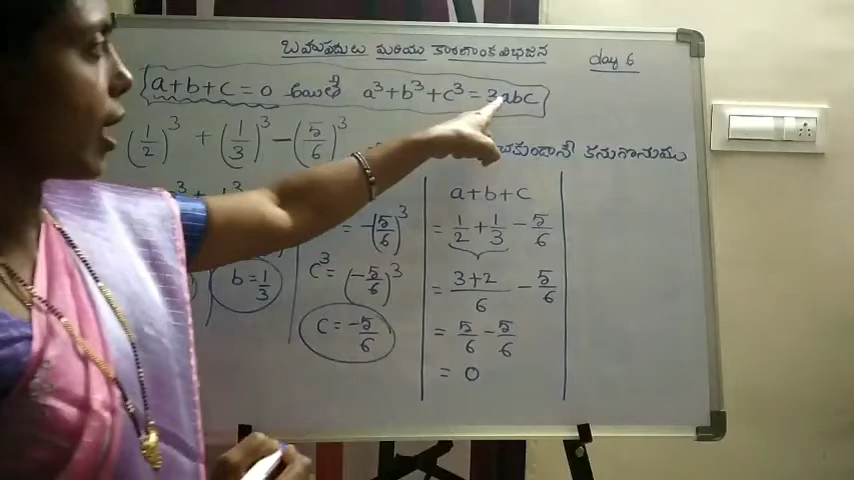 బహుపదులు మరియు కారణాంక విభజన day 6
a+b+c = 0 అయితే a³+b³+c³ = 3abc
(1/2)³ + (1/3)³ - (5/6)³ కనుగొనుము
a+b+c
= -(5/6)³ = 1/2 + 1/3 - 5/6
b = 1/3 c³ = (-5/6)³ = (3+2)/6 - 5/6
c = -5/6 = 5/6 - 5/6
= 0